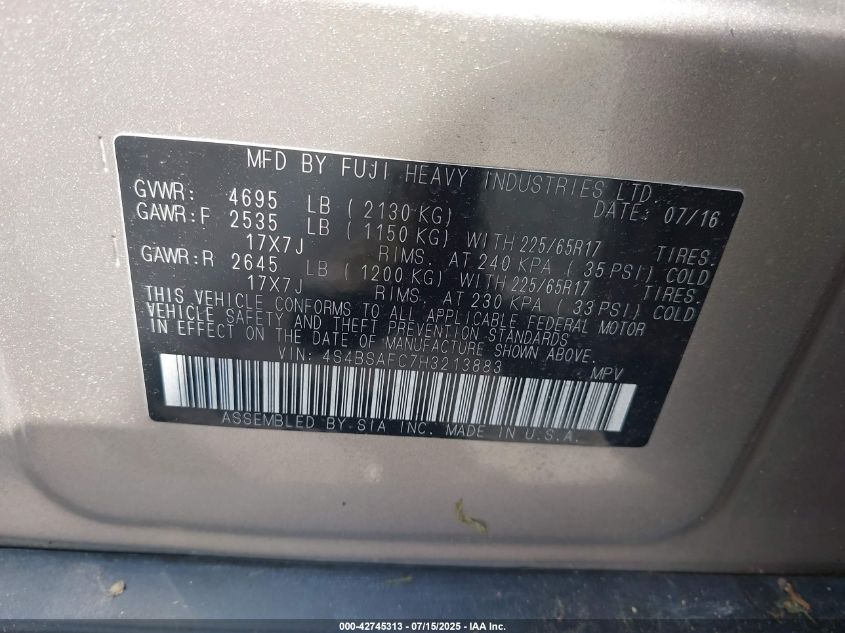 MFD BY FUJI HEAVY INDUSTRIES LTD.
GVWR: 4695 LB ( 2130 KG) DATE: 07/16
GAWR:F 2535 LB ( 1150 KG) WITH 225/65R17 TIRES.
17X7J RIMS. AT 240 KPA ( 35 PSI) COLD
GAWR:R 2645 LB ( 1200 KG) WITH 225/65R17 TIRES.
17X7J RIMS. AT 230 KPA ( 33 PSI) COLD
THIS VEHICLE CONFORMS TO ALL APPLICABLE FEDERAL MOTOR
VEHICLE SAFETY AND THEFT PREVENTION STANDARDS
IN EFFECT ON THE DATE OF MANUFACTURE SHOWN ABOVE.
VIN: 4S4BSAFC7H3213883 MPV
ASSEMBLED BY SIA INC. MADE IN U.S.A.
000-42745313 - 07/15/2025 - IAA Inc.